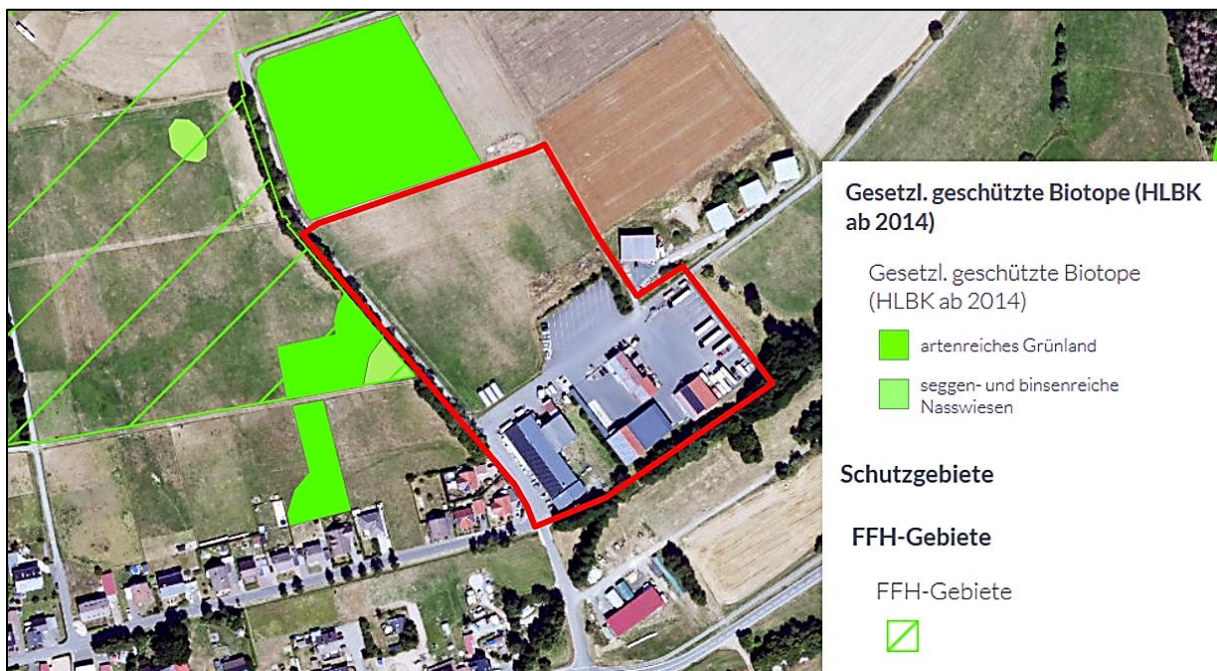 Gesetzl. geschützte Biotope (HLBK
ab 2014)
Gesetzl. geschützte Biotope
(HLBK ab 2014)
artenreiches Grünland
seggen- und binsenreiche
Nasswiesen
Schutzgebiete
FFH-Gebiete
FFH-Gebiete